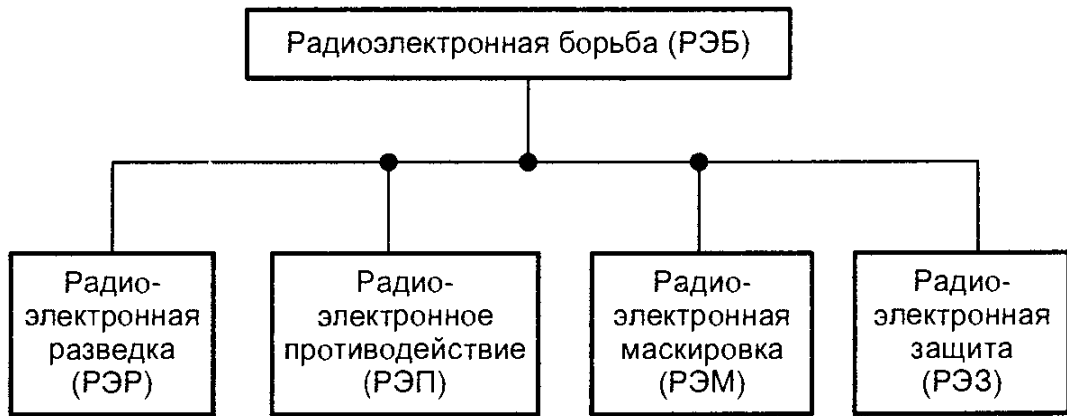 Радиоэлектронная борьба (РЭБ)
Радио-
электронная
разведка
(РЭР)
Радио-
электронное
противодействие
(РЭП)
Радио-
электронная
маскировка
(РЭМ)
Радио-
электронная
защита
(РЭЗ)